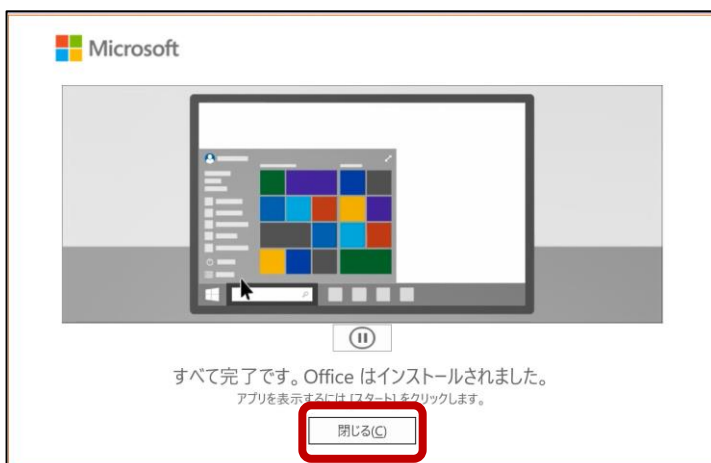 Microsoft
すべて完了です。Office はインストールされました。
アプリを表示するには [スタート] をクリックします。
閉じる(C)